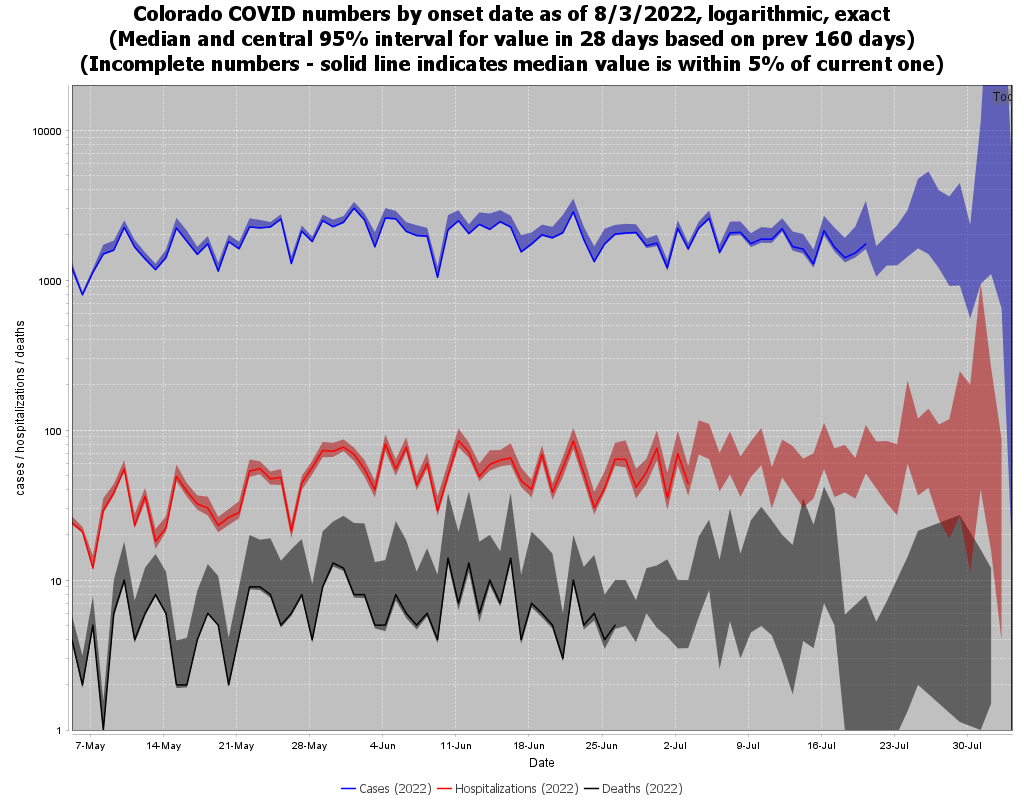 Colorado COVID numbers by onset date as of 8/3/2022, logarithmic, exact
(Median and central 95% interval for value in 28 days based on prev 160 days)
(Incomplete numbers - solid line indicates median value is within 5% of current one)
10000
1000
100
10
1
cases / hospitalizations / deaths
7-May 14-May 21-May 28-May 4-Jun 11-Jun 18-Jun 25-Jun 2-Jul 9-Jul 16-Jul 23-Jul 30-Jul
Date
Cases (2022) Hospitalizations (2022) Deaths (2022)